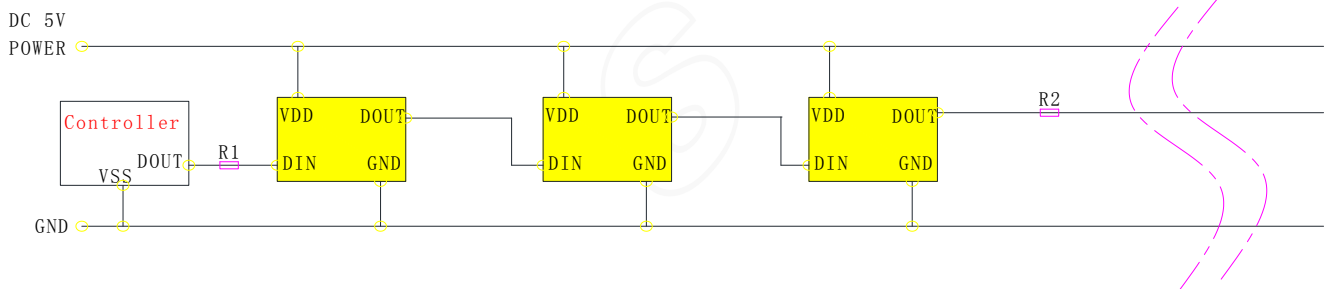 DC 5V
POWER
R2
VDD DOUT
VDD DOUT
VDD DOUT
Controller
R1
DOUT
DIN GND
DIN GND
DIN GND
VSS
GND